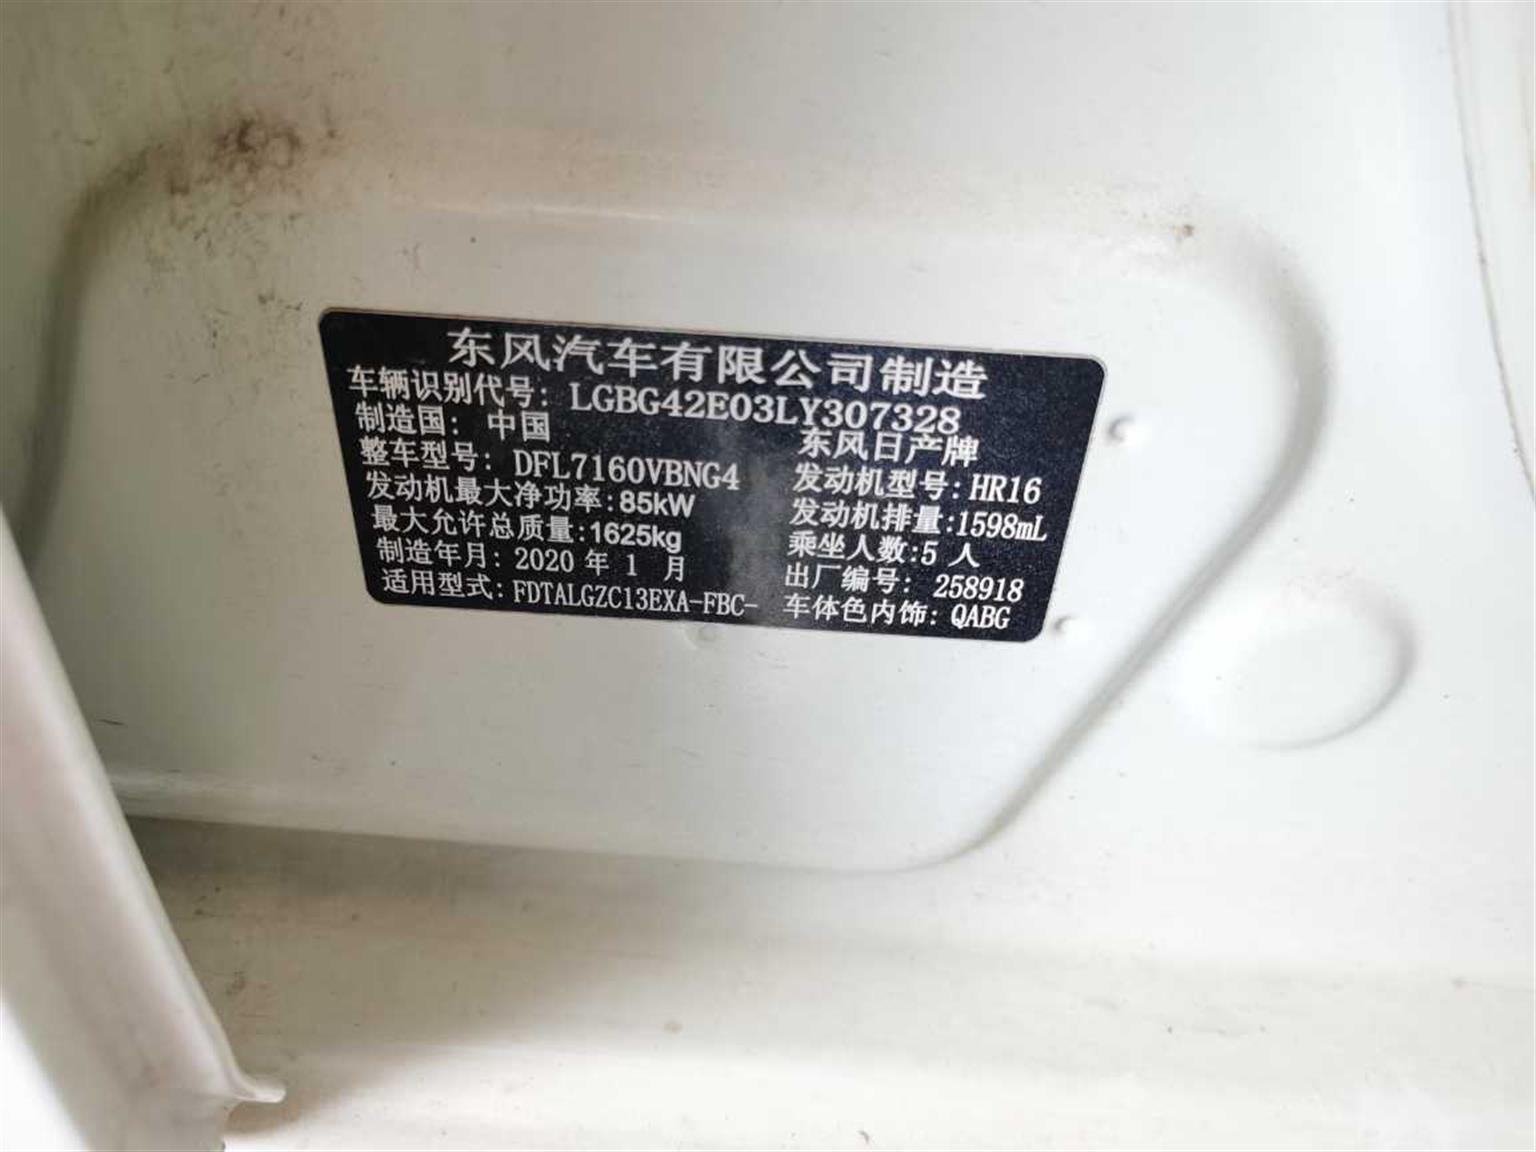 东风汽车有限公司制造
车辆识别代号: LGBG42E03LY307328
制造国: 中国 东风日产牌
整车型号: DFL7160VBNG4 发动机型号: HR16
发动机最大净功率: 85kW 发动机排量: 1598mL
最大允许总质量: 1625kg 乘坐人数: 5 人
制造年月: 2020 年 1 月 出厂编号: 258918
适用型式: FDTALGZC13EXA-FBC- 车体色内饰: QABG